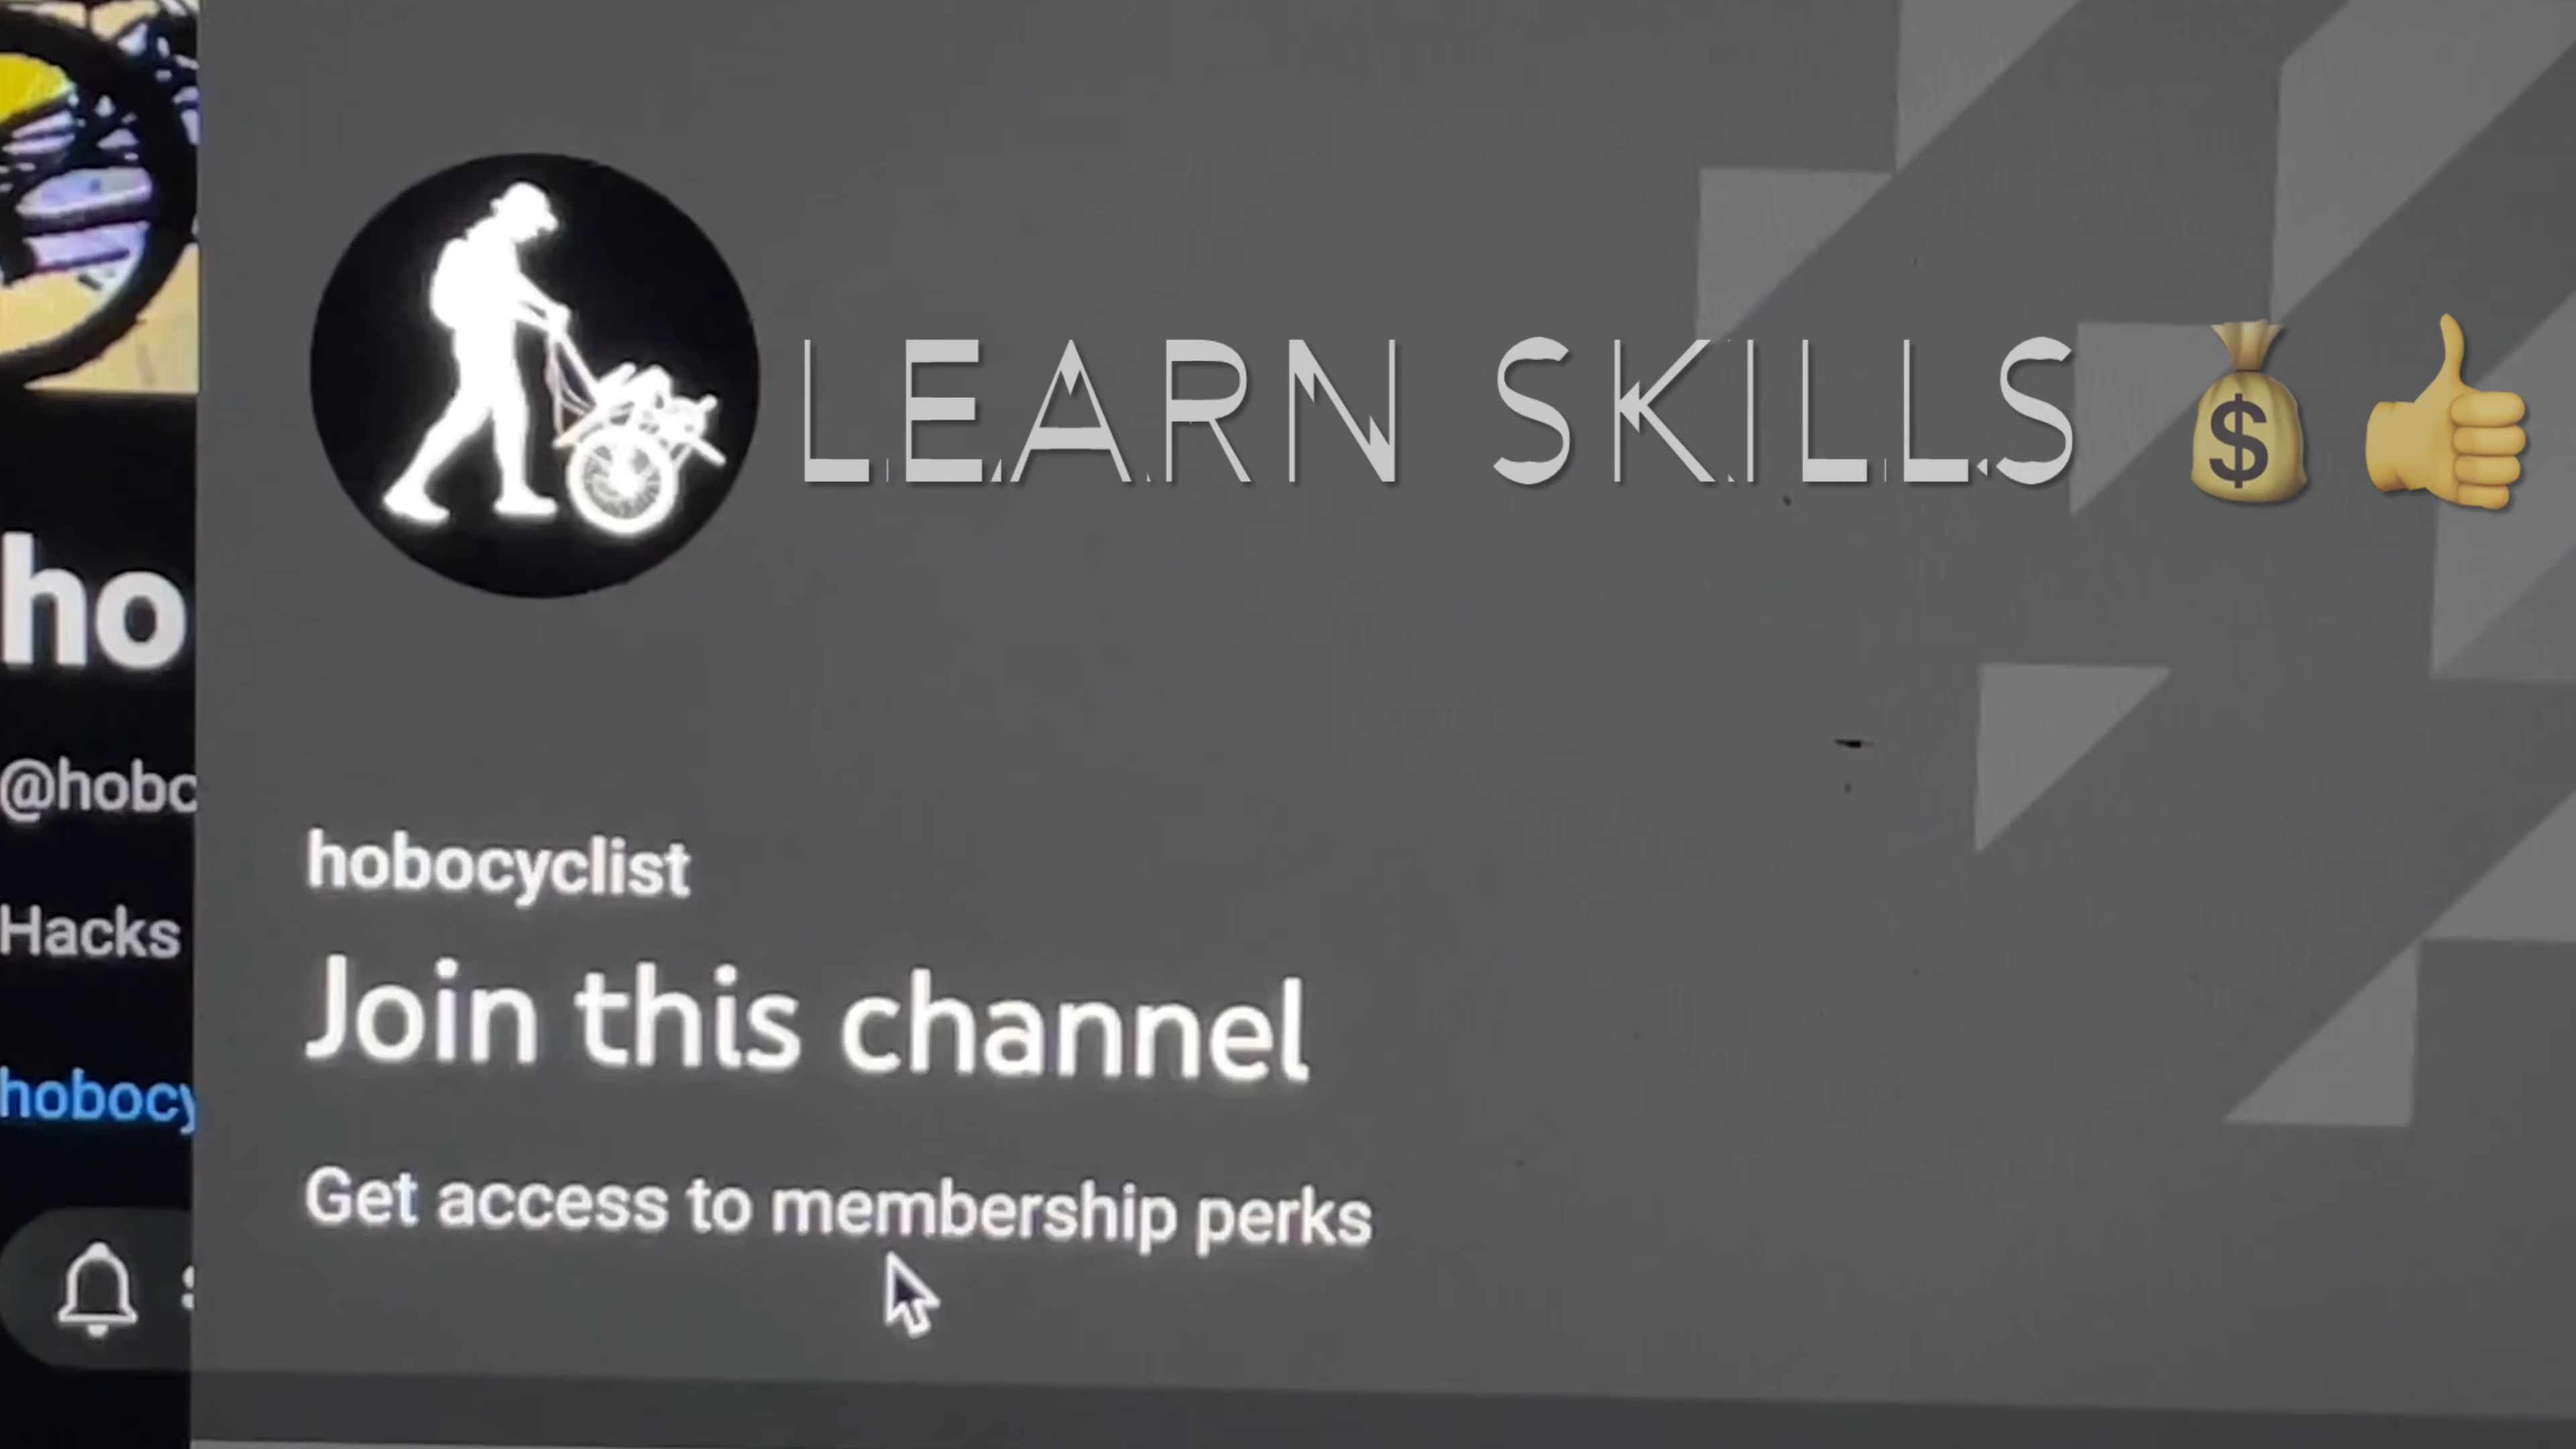 LEARN SKILLS 💰👍
ho
@hobo
Hacks
hobocy
hobocyclist
Join this channel
Get access to membership perks